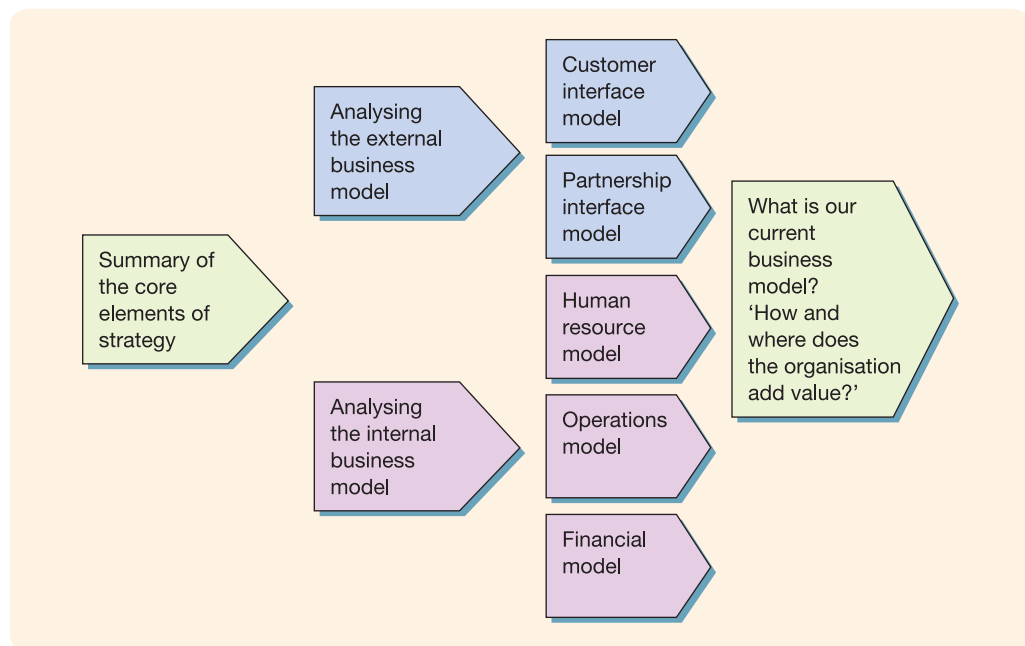 Summary of
the core
elements of
strategy
Analysing
the external
business
model
Analysing
the internal
business
model
Customer
interface
model
Partnership
interface
model
Human
resource
model
Operations
model
Financial
model
What is our
current
business
model?
‘How and
where does
the organisation
add value?’